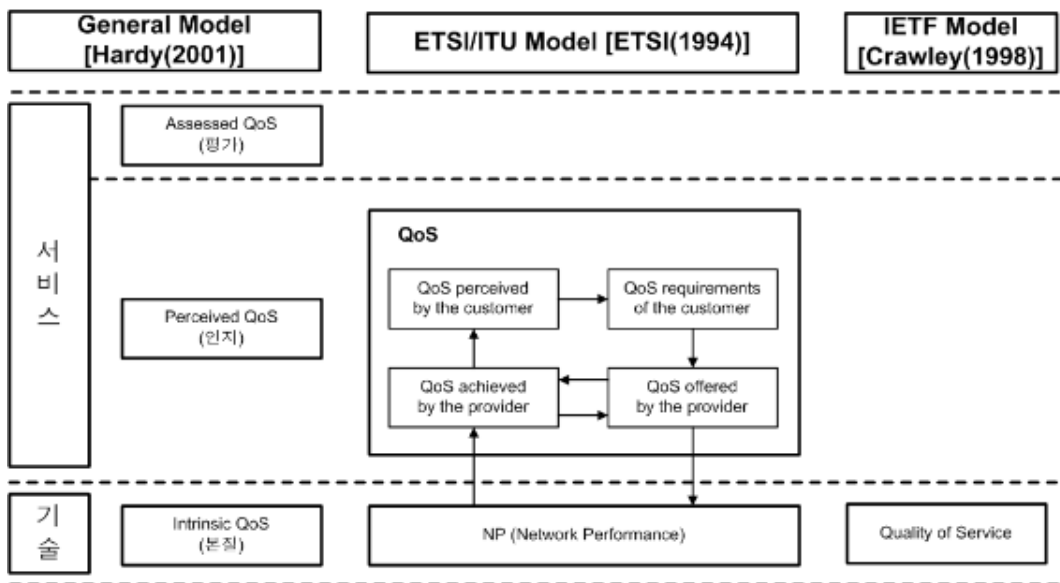 General Model
[Hardy(2001)]
ETSI/ITU Model [ETSI(1994)]
IETF Model
[Crawley(1998)]
서
비
스
Assessed QoS
(평가)
Perceived QoS
(인지)
QoS
QoS perceived
by the customer
QoS requirements
of the customer
QoS achieved
by the provider
QoS offered
by the provider
기
술
Intrinsic QoS
(본질)
NP (Network Performance)
Quality of Service